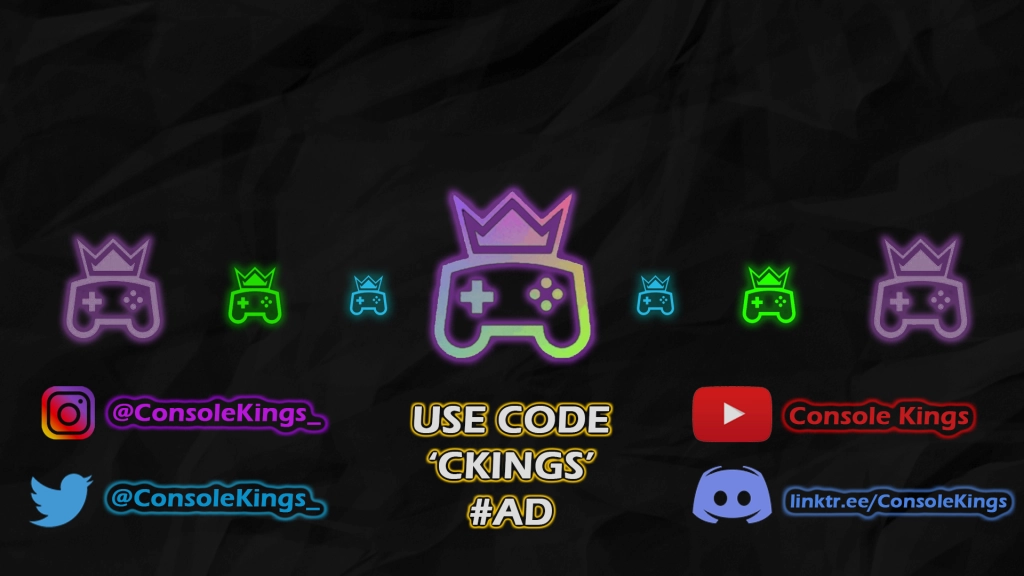 @ConsoleKings_
@ConsoleKings_
USE CODE
‘CKINGS’
#AD
Console Kings
linktr.ee/ConsoleKings